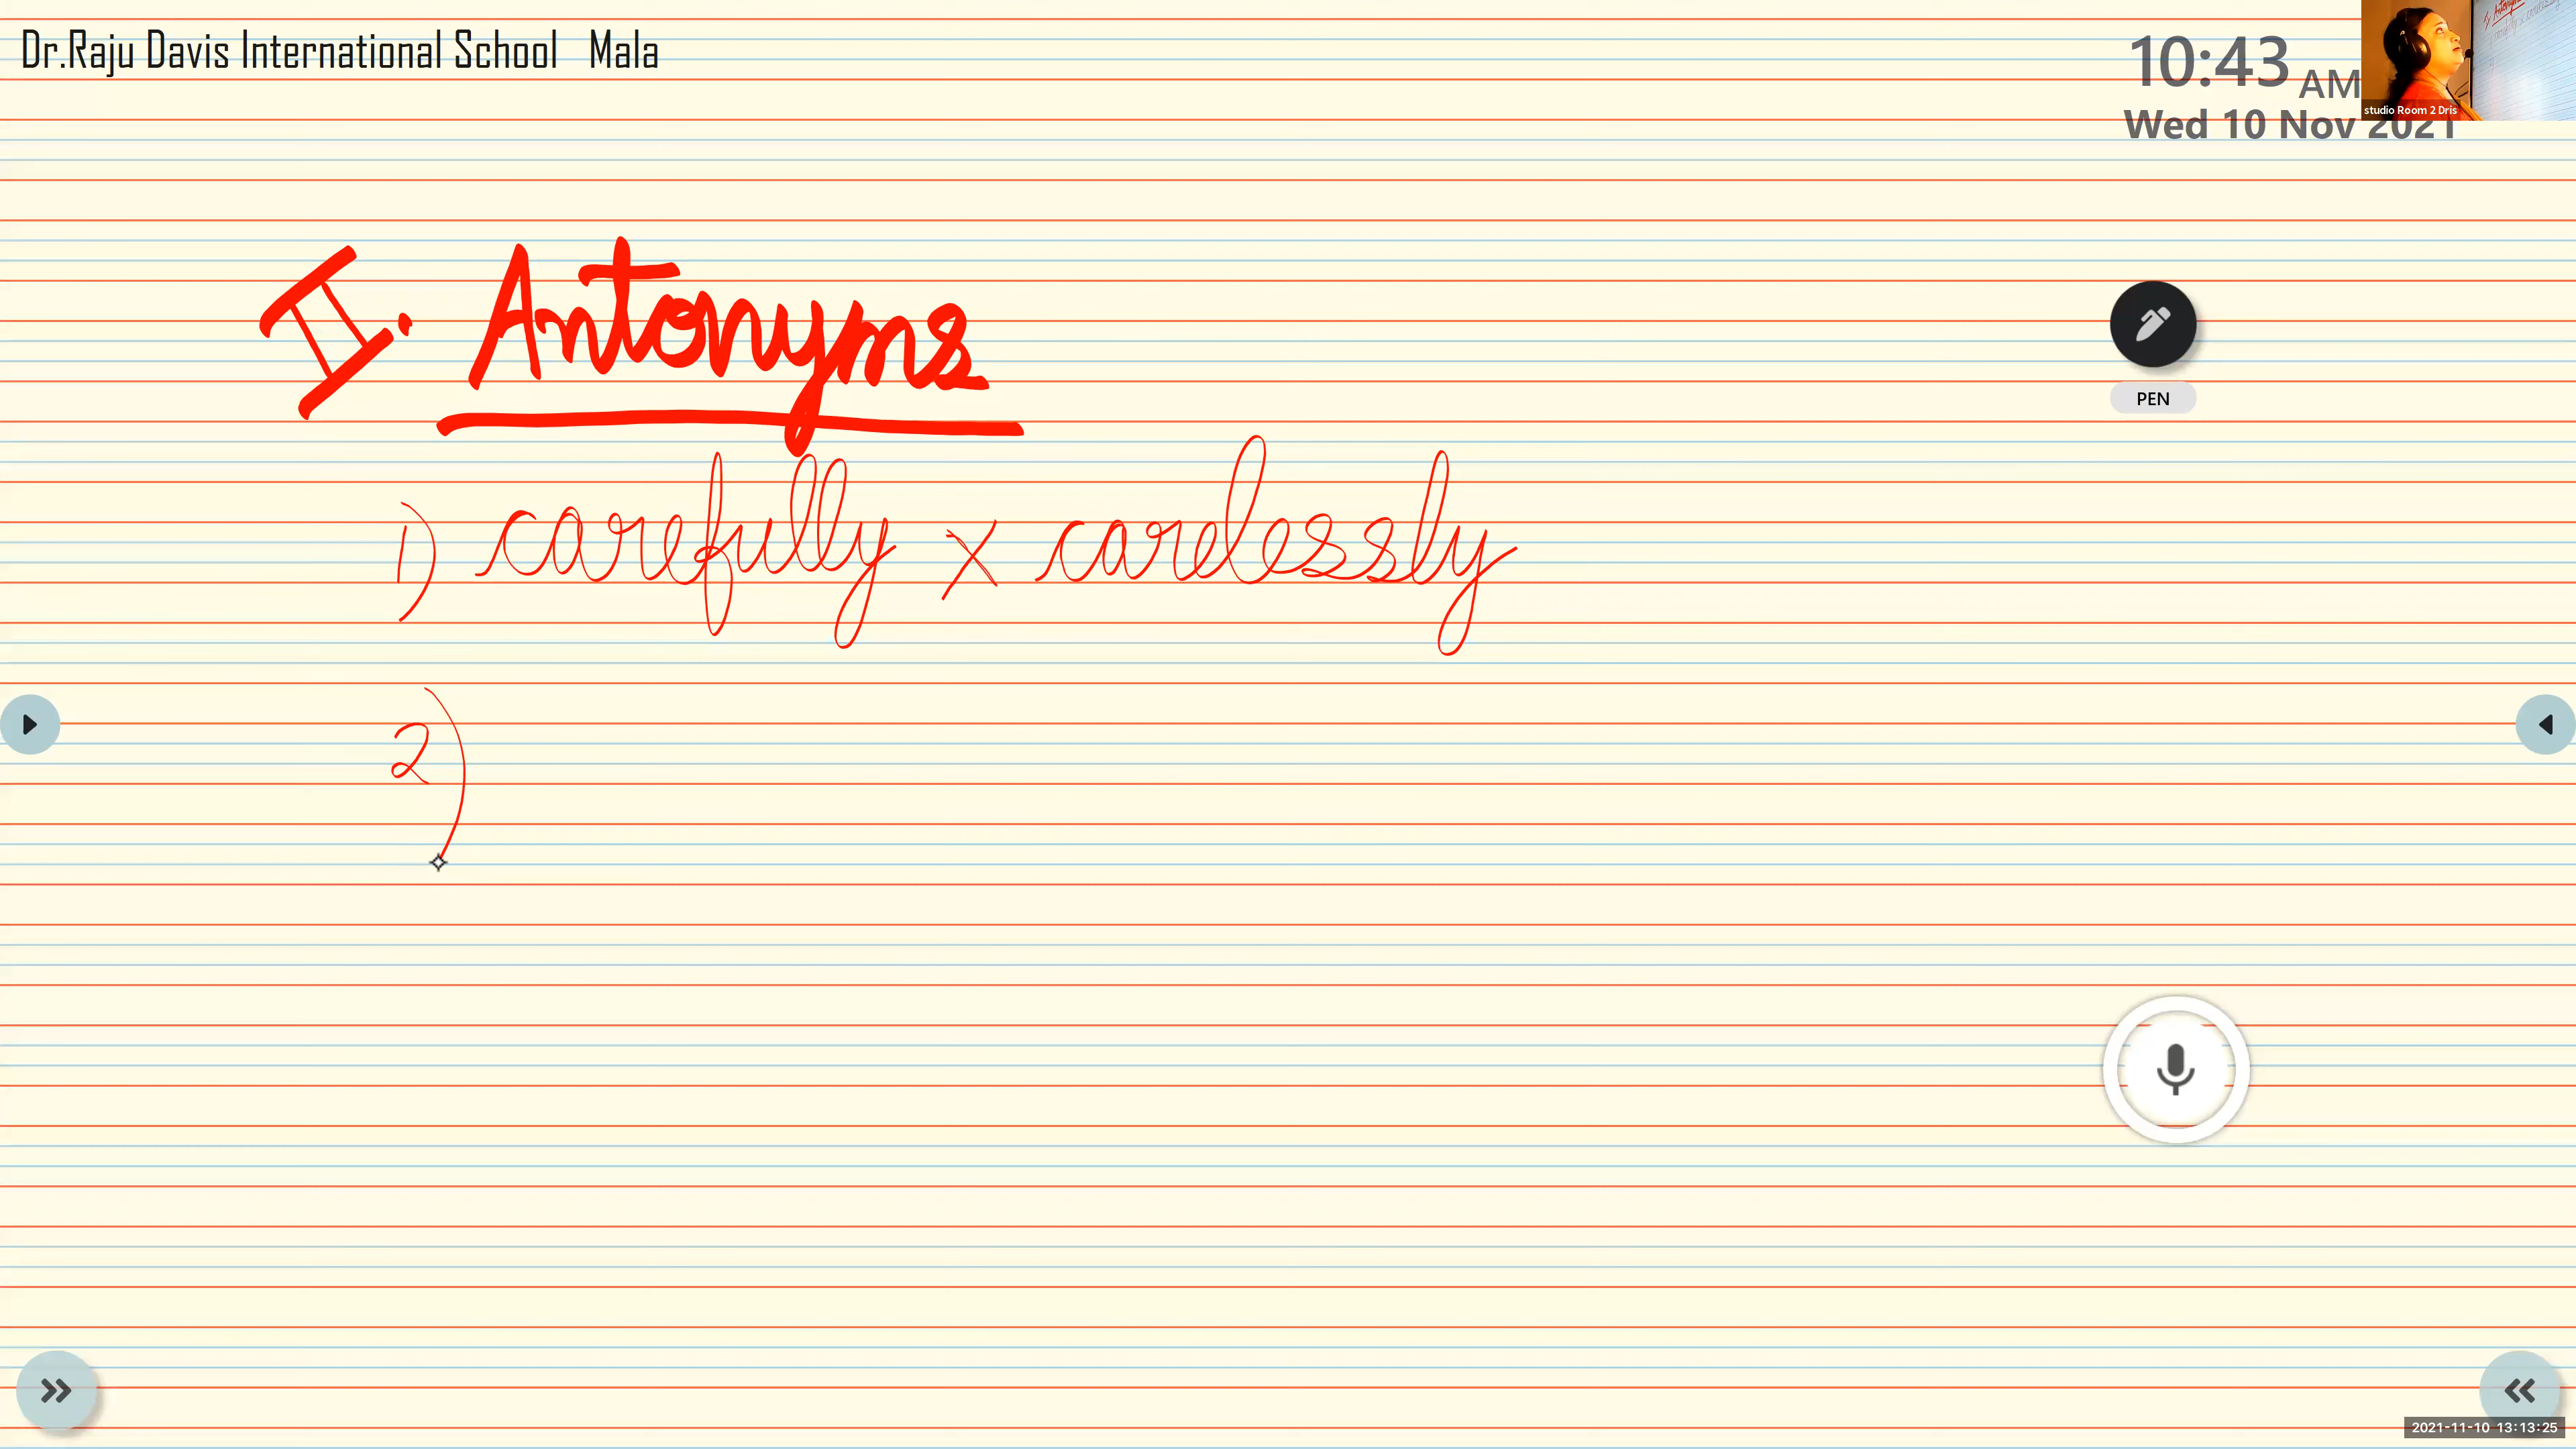 Dr.Raju Davis International School Mala
10:43 AM
Wed 10 Nov 2021
studio Room 2 Dris
II. Antonyms
PEN
1) carefully x carelessly
2)
2021-11-10 13:13:25